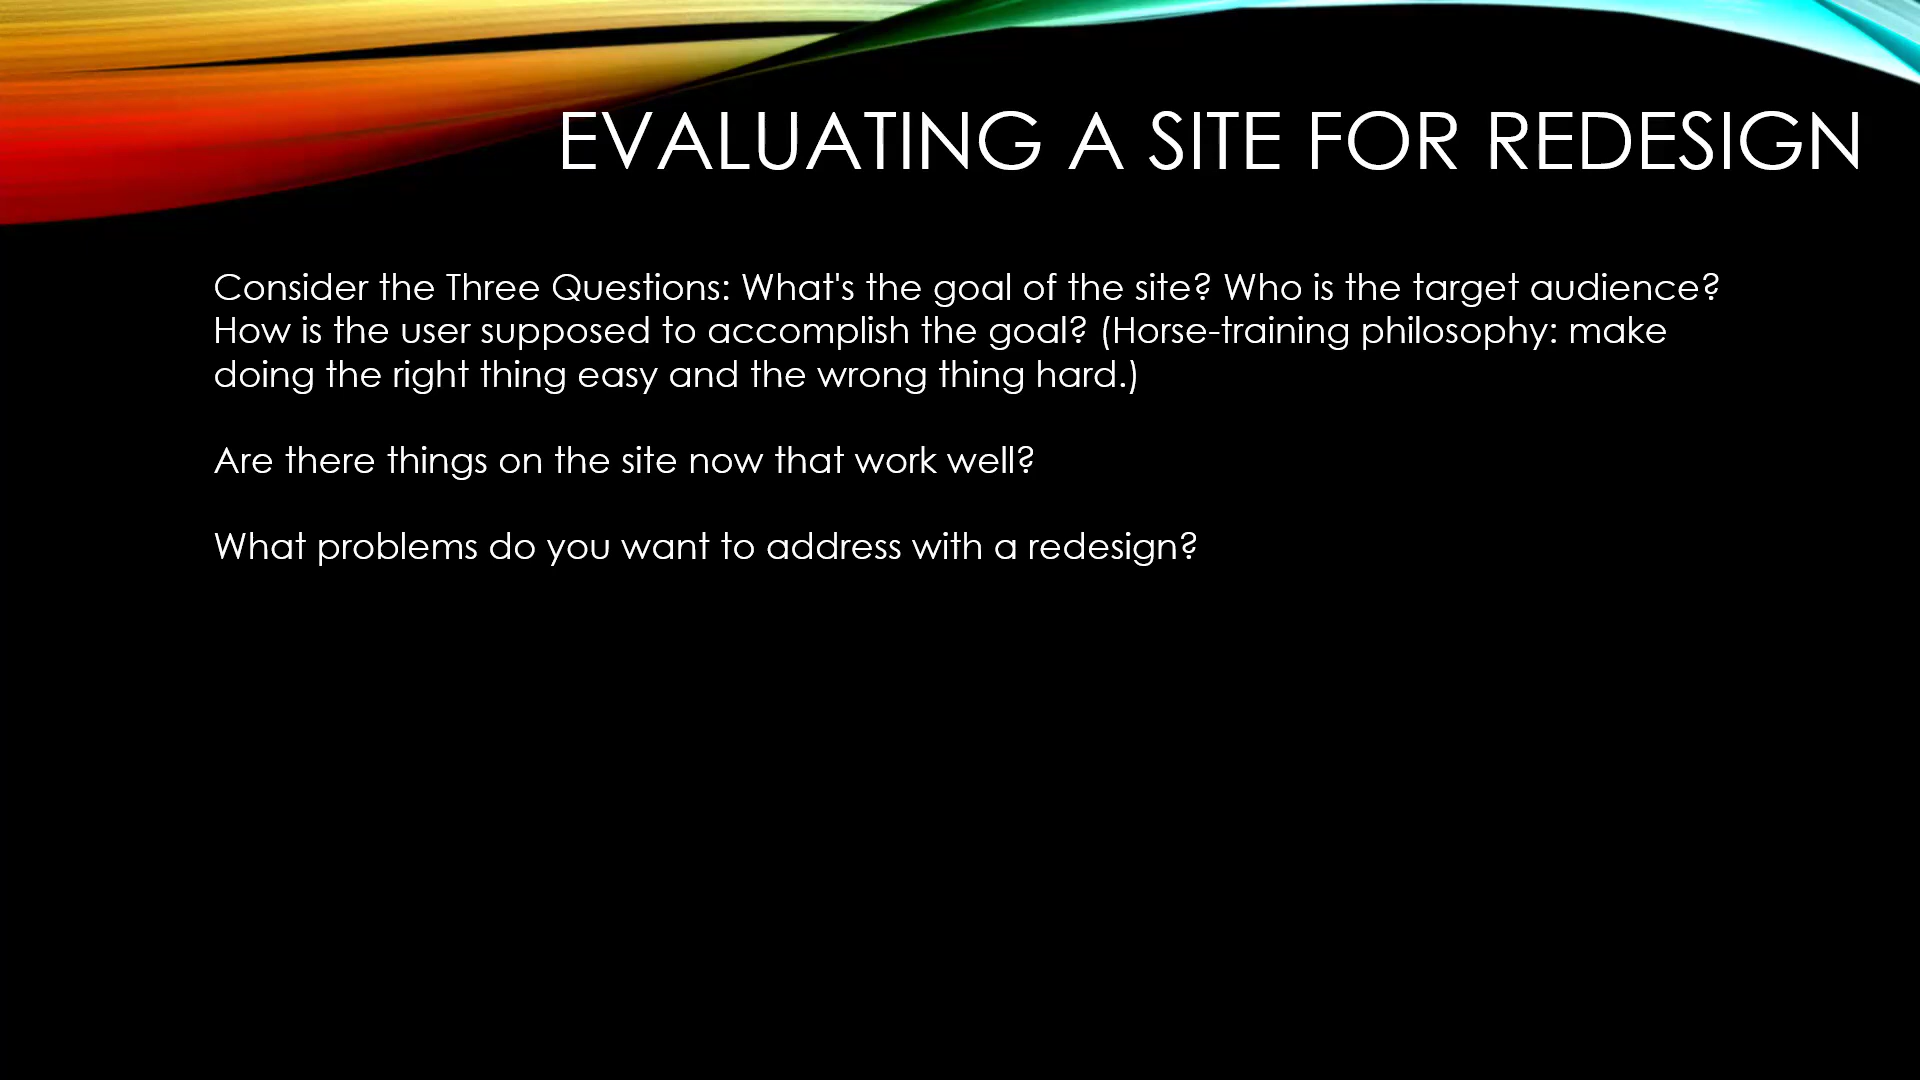 EVALUATING A SITE FOR REDESIGN
Consider the Three Questions: What's the goal of the site? Who is the target audience?
How is the user supposed to accomplish the goal? (Horse-training philosophy: make
doing the right thing easy and the wrong thing hard.)
Are there things on the site now that work well?
What problems do you want to address with a redesign?